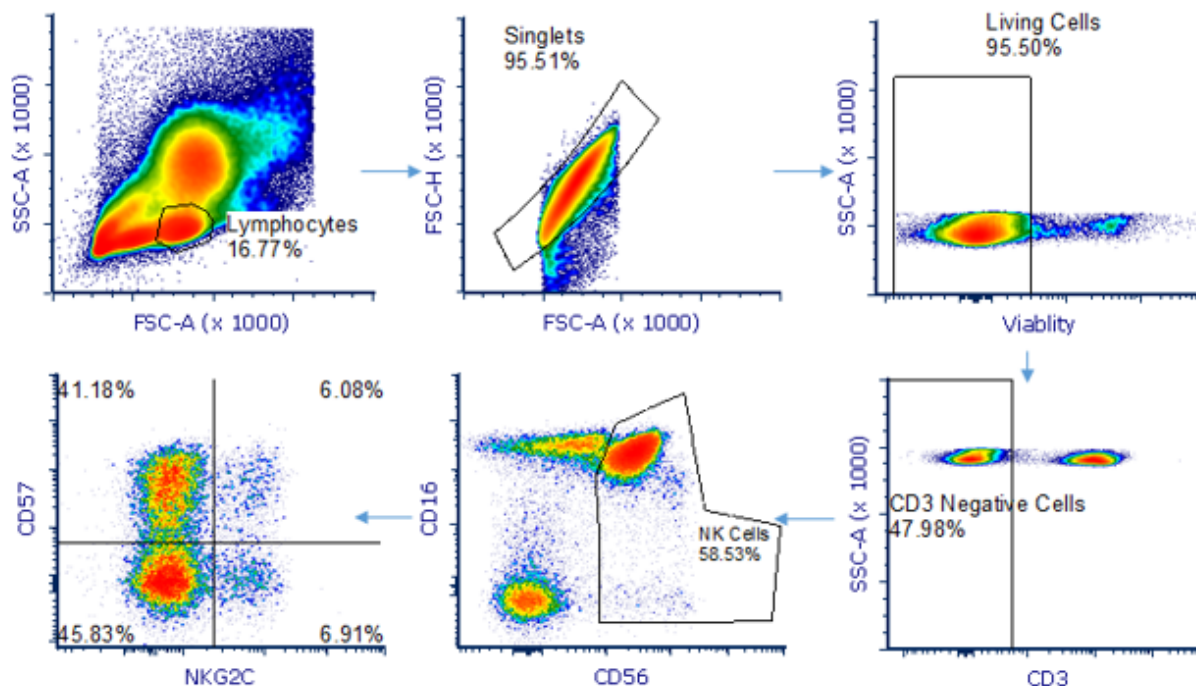 Singlets
95.51%
Living Cells
95.50%
SSC-A (x 1000)
Lymphocytes
16.77%
FSC-A (x 1000)
FSC-H (x 1000)
FSC-A (x 1000)
SSC-A (x 1000)
Viablity
41.18%
6.08%
CD57
45.83%
6.91%
NKG2C
CD16
NK Cells
58.53%
CD56
SSC-A (x 1000)
CD3 Negative Cells
47.98%
CD3